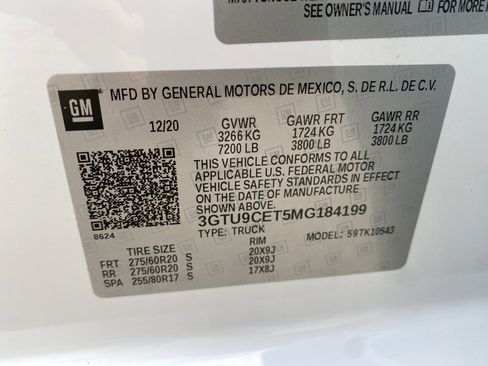 SEE OWNER'S MANUAL FOR MORE
GM MFD BY GENERAL MOTORS DE MEXICO, S. DE R.L. DE C.V.
12/20 GVWR GAWR FRT GAWR RR
3266 KG 1724 KG 1724 KG
7200 LB 3800 LB 3800 LB
THIS VEHICLE CONFORMS TO ALL
APPLICABLE U.S. FEDERAL MOTOR
VEHICLE SAFETY STANDARDS IN EFFECT
ON THE DATE OF MANUFACTURE
SHOWN ABOVE
3GTU9CET5MG184199
8624 TYPE: TRUCK MODEL: 59TK10543
TIRE SIZE RIM
FRT 275/60R20 S 20X9J
RR 275/60R20 S 20X9J
SPA 255/80R17 S 17X8J